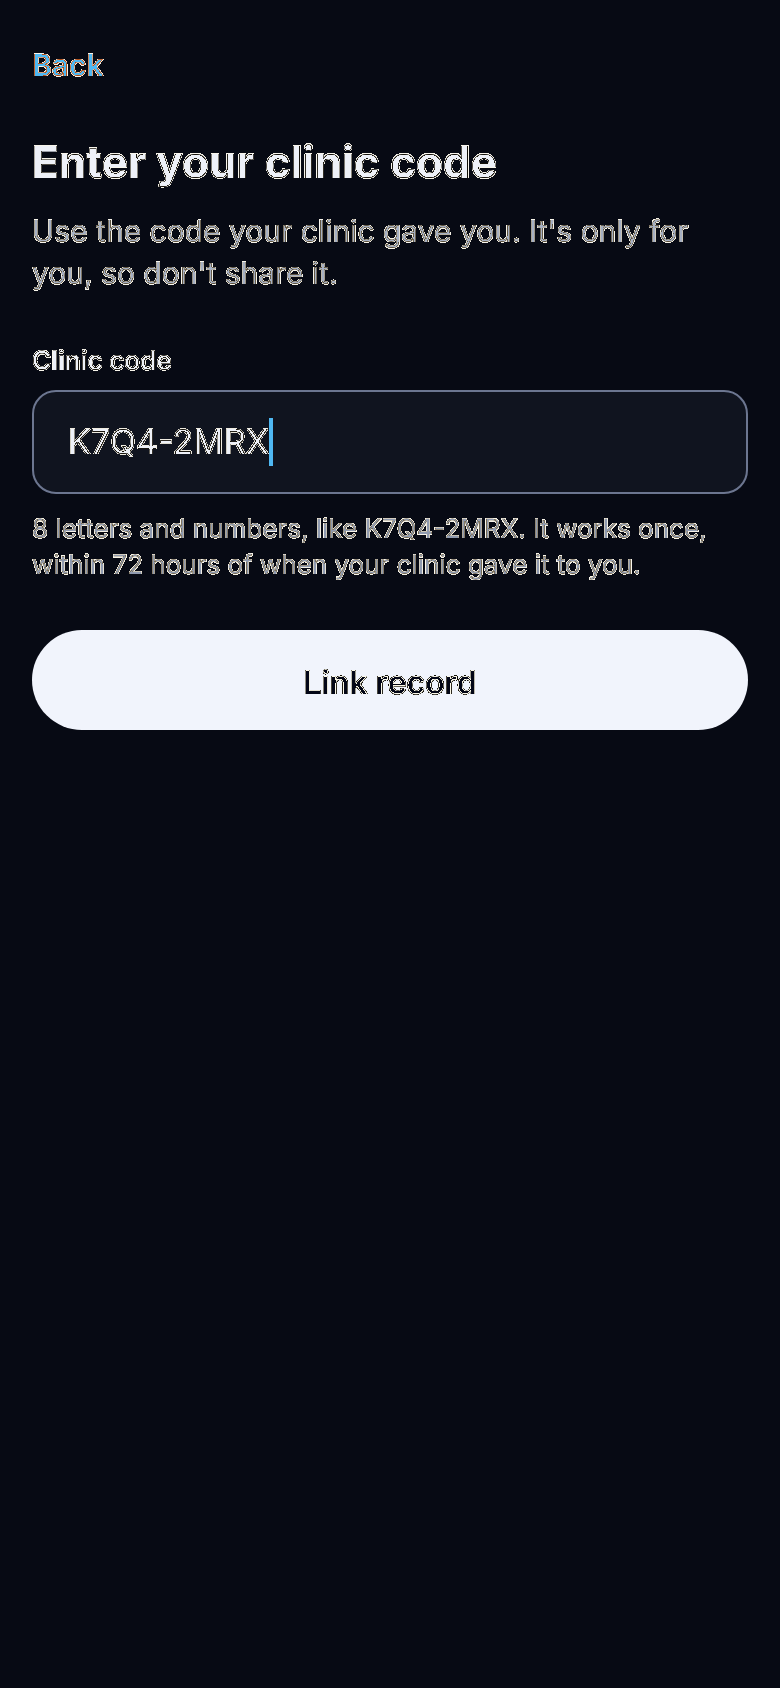 Back
Enter your clinic code
Use the code your clinic gave you. It's only for
you, so don't share it.
Clinic code
K7Q4-2MRX
8 letters and numbers, like K7Q4-2MRX. It works once,
within 72 hours of when your clinic gave it to you.
Link record